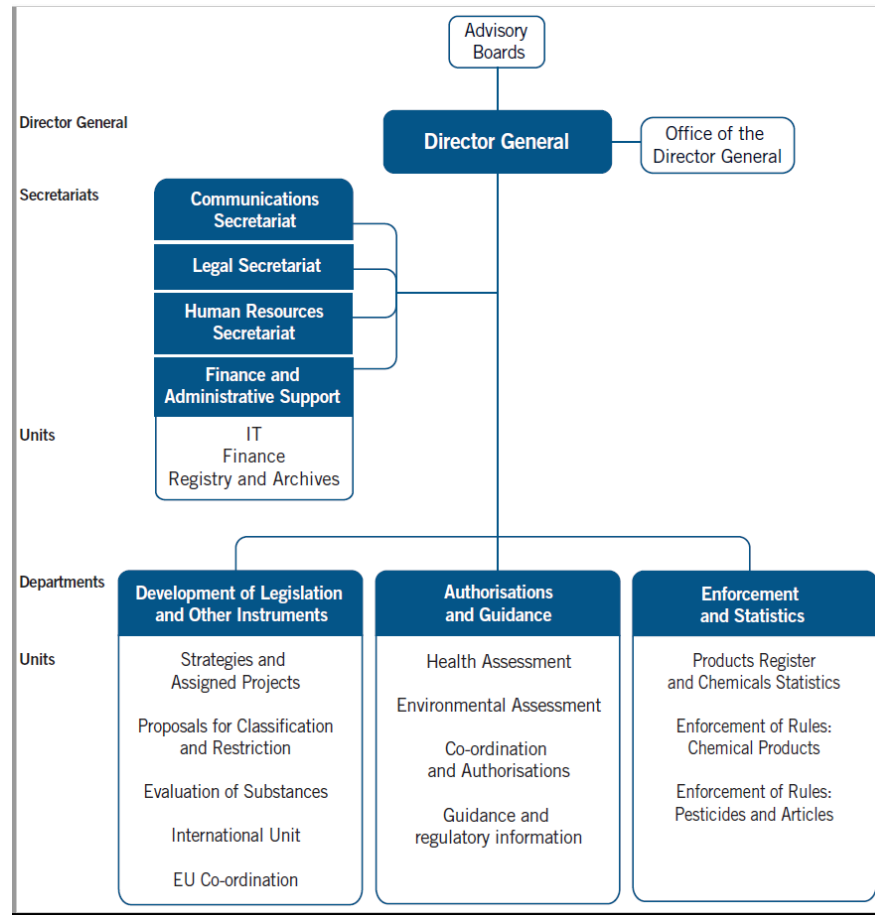 Advisory
Boards
Director General
Director General
Office of the
Director General
Secretariats
Communications
Secretariat
Legal Secretariat
Human Resources
Secretariat
Finance and
Administrative Support
Units
IT
Finance
Registry and Archives
Departments
Development of Legislation
and Other Instruments
Authorisations
and Guidance
Enforcement
and Statistics
Units
Strategies and
Assigned Projects
Proposals for Classification
and Restriction
Evaluation of Substances
International Unit
EU Co-ordination
Health Assessment
Environmental Assessment
Co-ordination
and Authorisations
Guidance and
regulatory information
Products Register
and Chemicals Statistics
Enforcement of Rules:
Chemical Products
Enforcement of Rules:
Pesticides and Articles